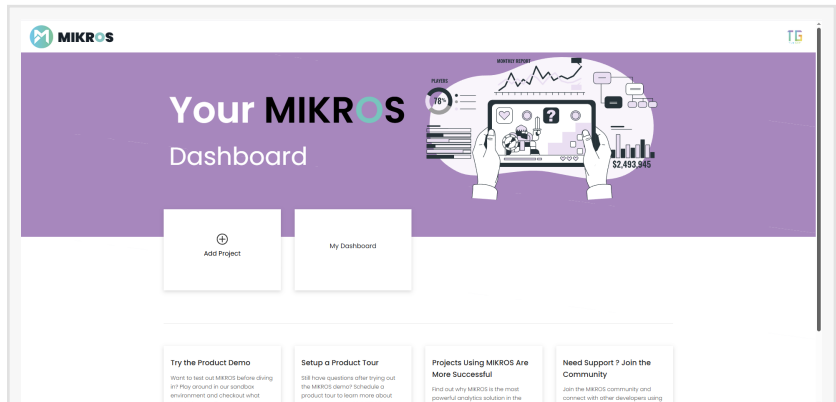 MIKROS
TG
Your MIKROS
Dashboard
MONTHLY REPORT
PLAYERS
78%
?
$2,493,945
Add Project
My Dashboard
Try the Product Demo
Want to test out MIKROS before diving
in? Play around in our sandbox
environment and checkout what
Setup a Product Tour
Still have questions after trying out
the MIKROS demo? Schedule a
product tour to learn more about
Projects Using MIKROS Are
More Successful
Find out why MIKROS is the most
powerful analytics solution in the
Need Support ? Join the
Community
Join the MIKROS community and
connect with other developers using